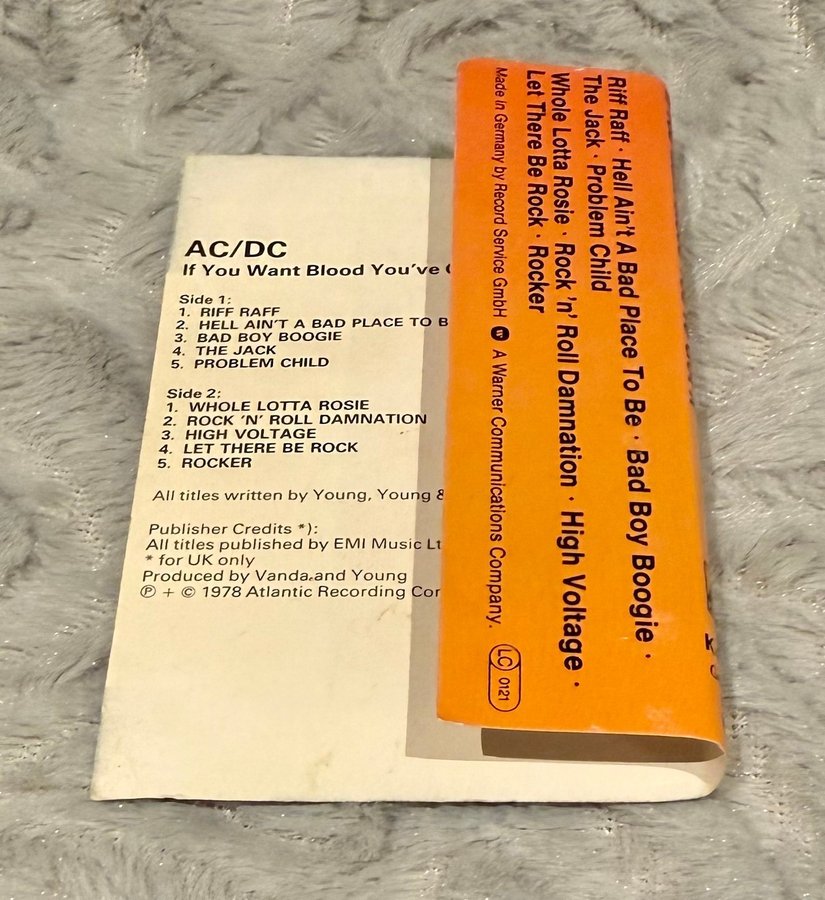 AC/DC
If You Want Blood You've
Side 1:
1. RIFF RAFF
2. HELL AIN'T A BAD PLACE TO B
3. BAD BOY BOOGIE
4. THE JACK
5. PROBLEM CHILD
Side 2:
1. WHOLE LOTTA ROSIE
2. ROCK 'N' ROLL DAMNATION
3. HIGH VOLTAGE
4. LET THERE BE ROCK
5. ROCKER
All titles written by Young, Young &
Publisher Credits *):
All titles published by EMI Music Lt
* for UK only
Produced by Vanda and Young
℗ + © 1978 Atlantic Recording Cor
Riff Raff · Hell Ain't A Bad Place To Be · Bad Boy Boogie ·
The Jack · Problem Child
Whole Lotta Rosie · Rock 'n' Roll Damnation · High Voltage ·
Let There Be Rock · Rocker
Made in Germany by Record Service GmbH W A Warner Communications Company.
LC 0121